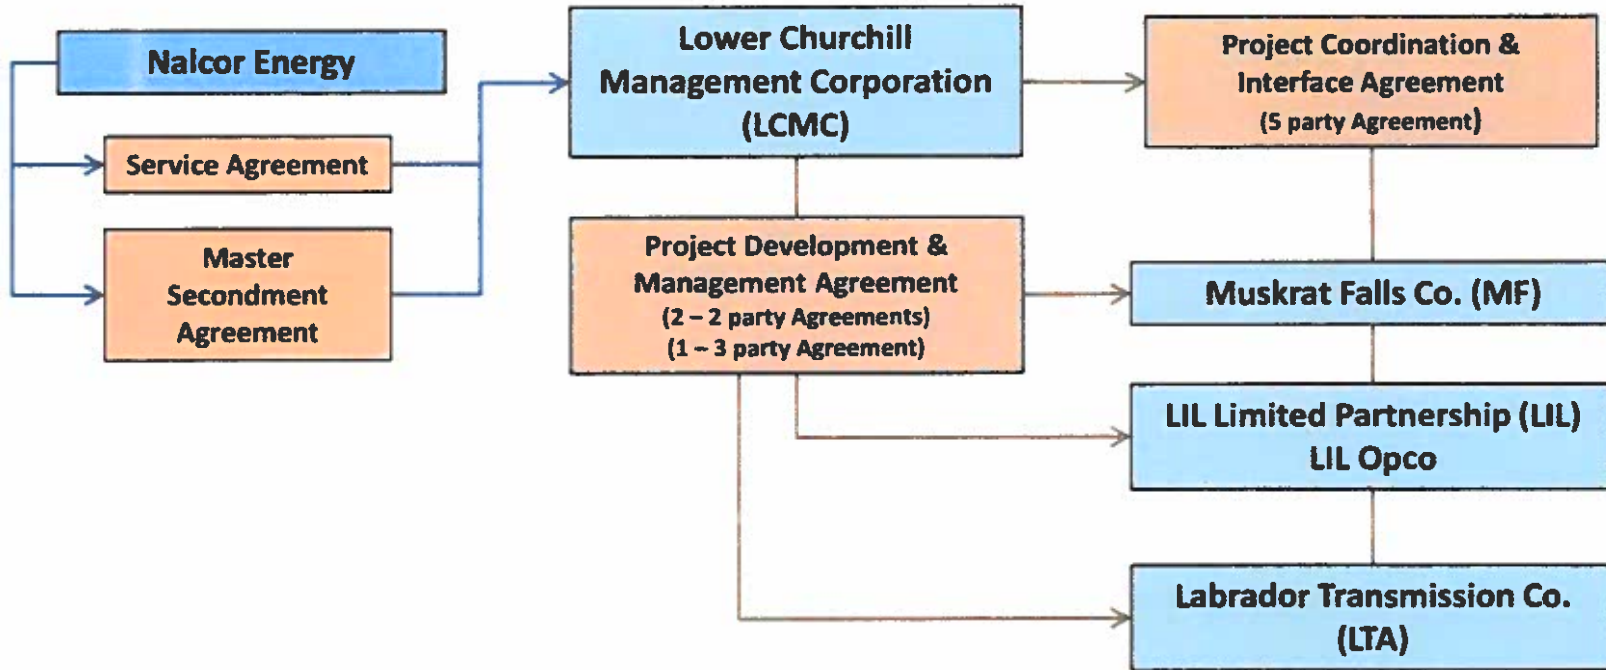 Nalcor Energy
Service Agreement
Master
Secondment
Agreement
Lower Churchill
Management Corporation
(LCMC)
Project Development &
Management Agreement
(2 – 2 party Agreements)
(1 – 3 party Agreement)
Project Coordination &
Interface Agreement
(5 party Agreement)
Muskrat Falls Co. (MF)
LIL Limited Partnership (LIL)
LIL Opco
Labrador Transmission Co.
(LTA)